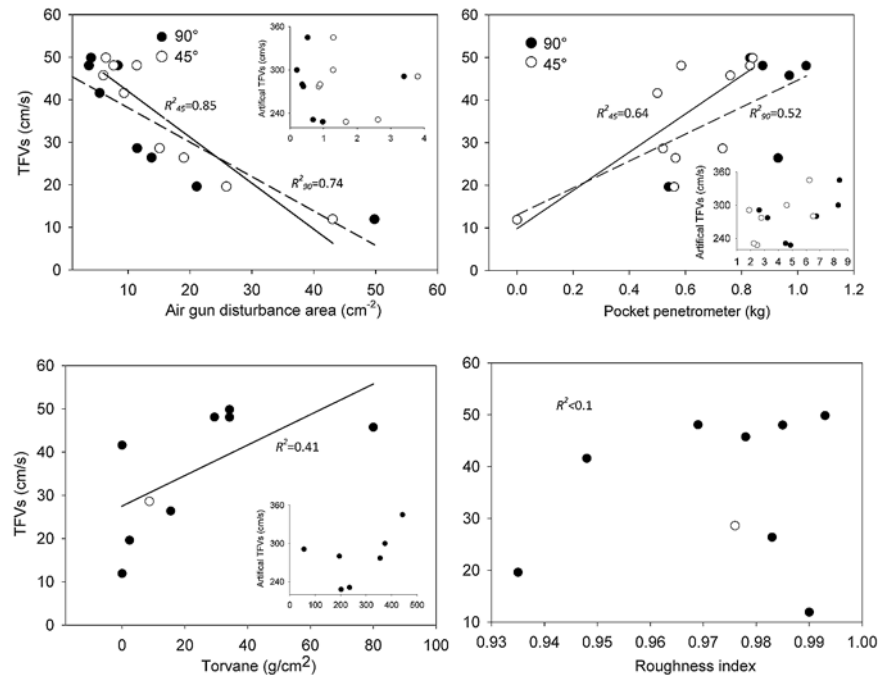 60
50
40
30
20
10
0
TFVs (cm/s)
90°
45°
R²45=0.85
R²90=0.74
360
300
240
Artifical TFVs (cm/s)
0 1 2 3 4
10 20 30 40 50 60
Air gun disturbance area (cm⁻²)
60
50
40
30
20
10
0
90°
45°
R²45=0.64
R²90=0.52
360
300
240
Artifical TFVs (cm/s)
1 2 3 4 5 6 7 8 9
0.0 0.2 0.4 0.6 0.8 1.0 1.2
Pocket penetrometer (kg)
60
50
40
30
20
10
0
TFVs (cm/s)
R²=0.41
360
300
240
Artifical TFVs (cm/s)
0 100 200 300 400 500
0 20 40 60 80 100
Torvane (g/cm²)
60
50
40
30
20
10
R²<0.1
0.93 0.94 0.95 0.96 0.97 0.98 0.99 1.00
Roughness index